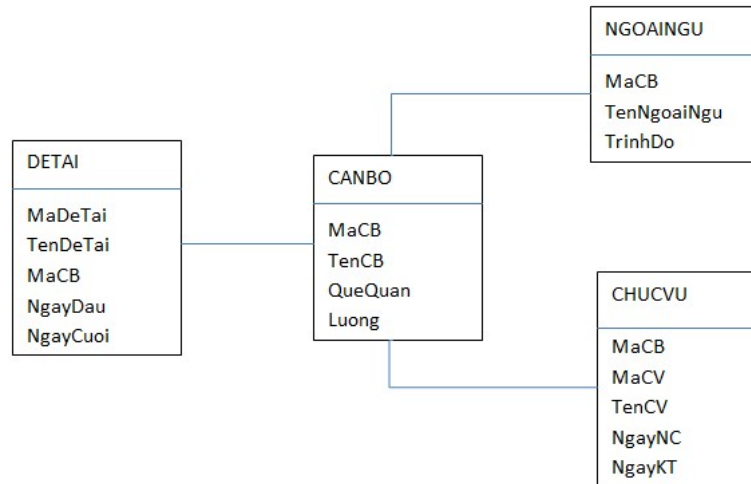 DETAI
MaDeTai
TenDeTai
MaCB
NgayDau
NgayCuoi
CANBO
MaCB
TenCB
QueQuan
Luong
NGOAINGU
MaCB
TenNgoaiNgu
TrinhDo
CHUCVU
MaCB
MaCV
TenCV
NgayNC
NgayKT